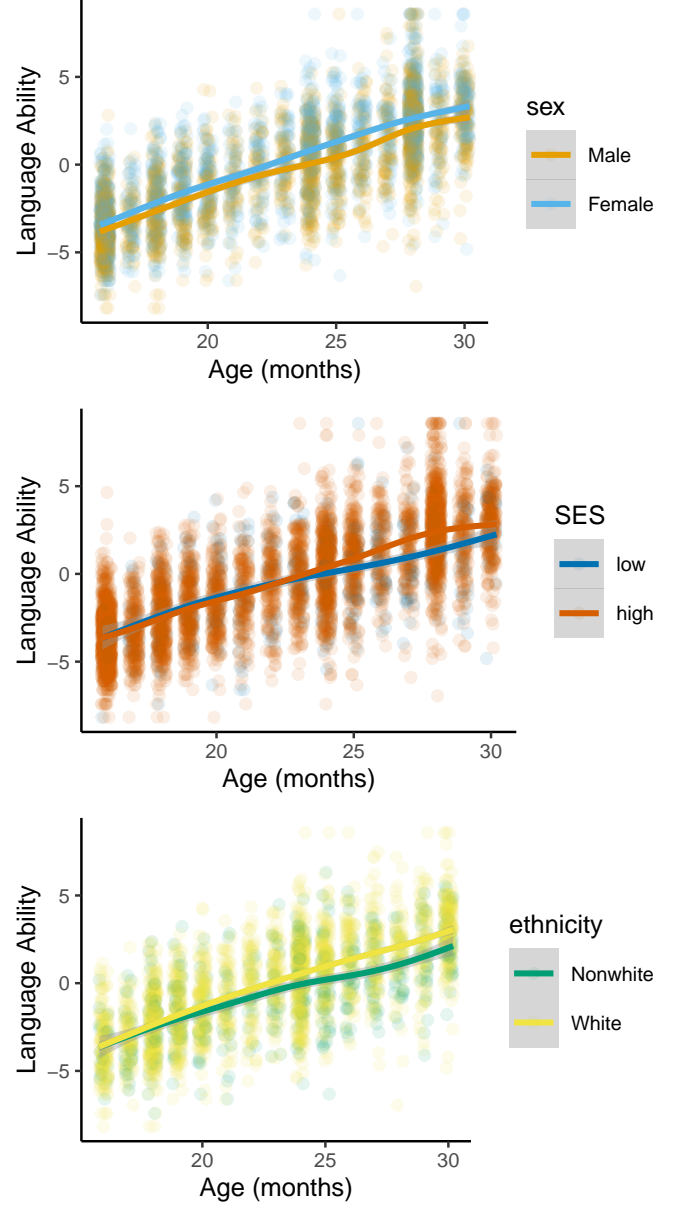 5
0
−5
Language Ability
20
25
30
Age (months)
sex
Male
Female
5
0
−5
Language Ability
20
25
30
Age (months)
SES
low
high
5
0
−5
Language Ability
20
25
30
Age (months)
ethnicity
Nonwhite
White